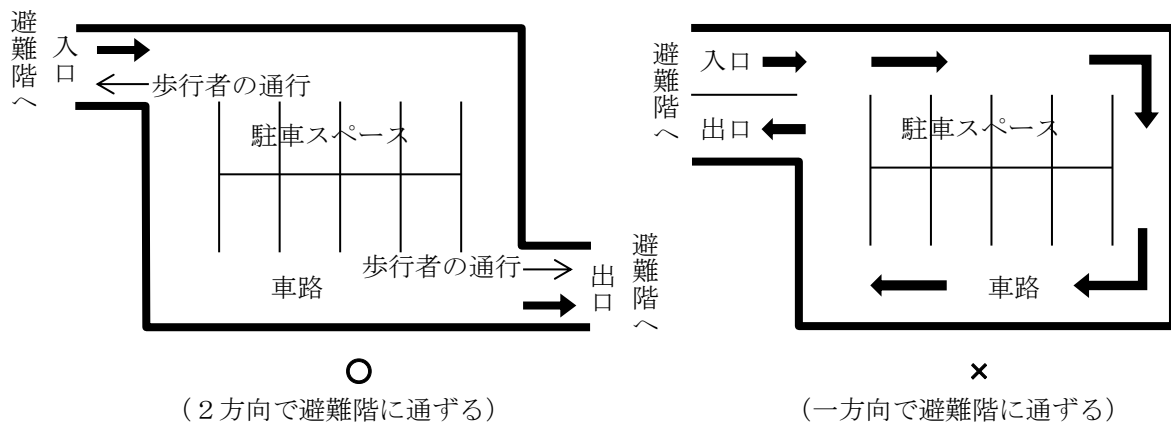 避難階へ
入口
歩行者の通行
駐車スペース
歩行者の通行
車路
出口
避難階へ
○
(2方向で避難階に通ずる)
避難階へ
入口
出口
駐車スペース
車路
×
(一方向で避難階に通ずる)